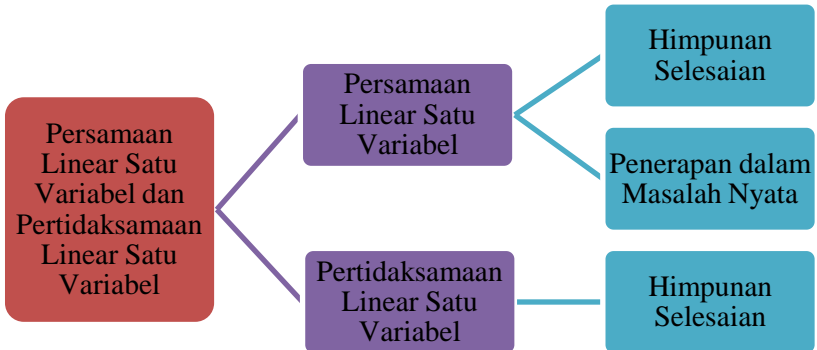 Persamaan
Linear Satu
Variabel dan
Pertidaksamaan
Linear Satu
Variabel
Persamaan
Linear Satu
Variabel
Himpunan
Selesaian
Penerapan dalam
Masalah Nyata
Pertidaksamaan
Linear Satu
Variabel
Himpunan
Selesaian